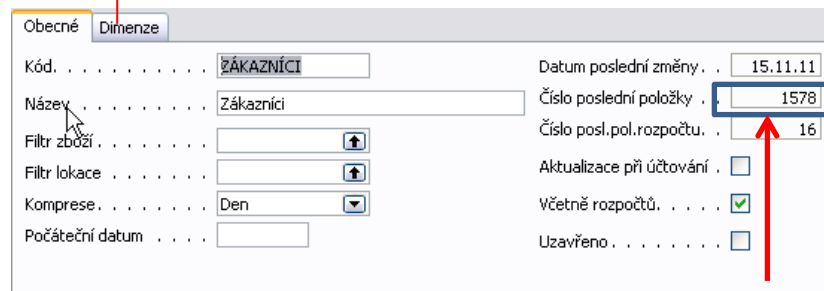 Obecné Dimenze
Kód. . . . . . . . . . . ZÁKAZNÍCI
Název . . . . . . . . . Zákazníci
Filtr zboží . . . . . . . .
Filtr lokace . . . . . . .
Komprese. . . . . . . . Den
Počáteční datum . . . .
Datum poslední změny. . 15.11.11
Číslo poslední položky . . 1578
Číslo posl.pol.rozpočtu. . 16
Aktualizace při účtování .
Včetně rozpočtů. . . . .
Uzavřeno . . . . . . . .